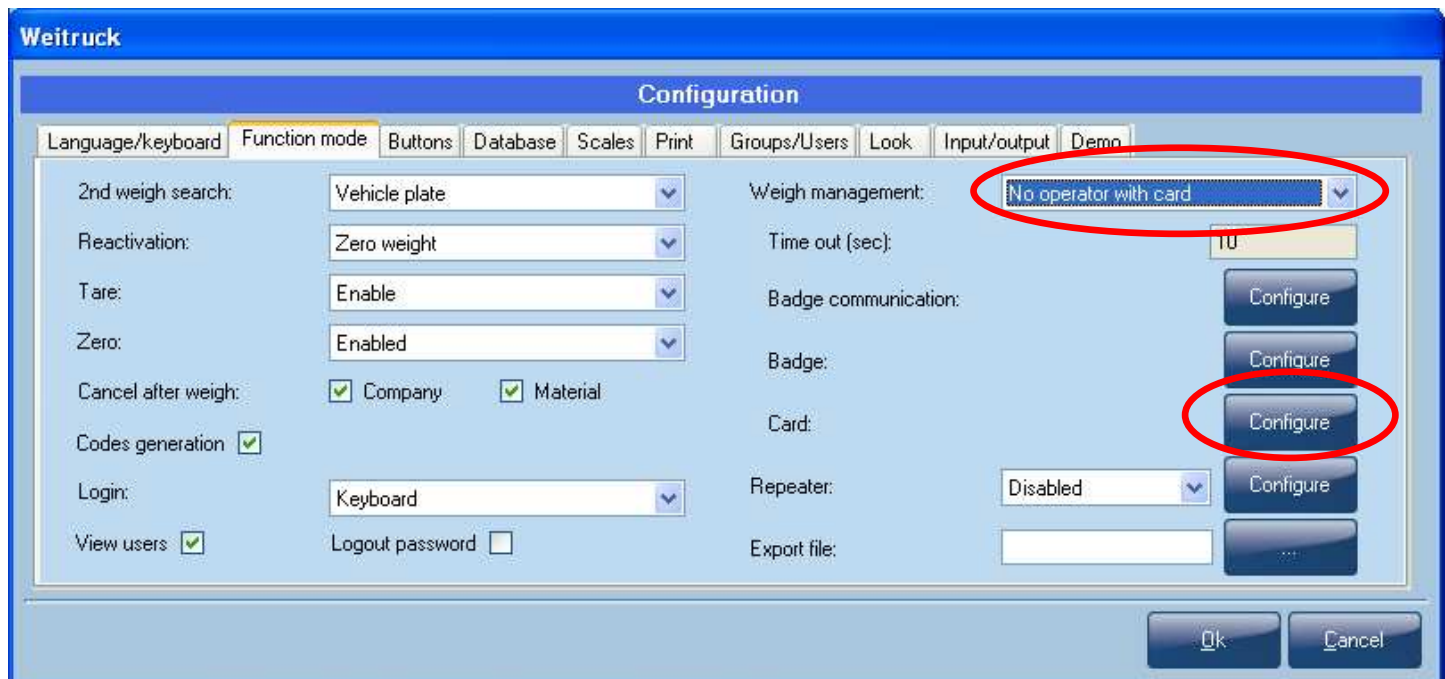 Weitruck
Configuration
Language/keyboard Function mode Buttons Database Scales Print Groups/Users Look Input/output Demo
2nd weigh search: Vehicle plate Weigh management: No operator with card
Reactivation: Zero weight Time out (sec): 10
Tare: Enable Badge communication: Configure
Zero: Enabled Badge: Configure
Cancel after weigh: Company Material Card: Configure
Codes generation
Login: Keyboard Repeater: Disabled Configure
View users Logout password Export file: ...
Ok Cancel